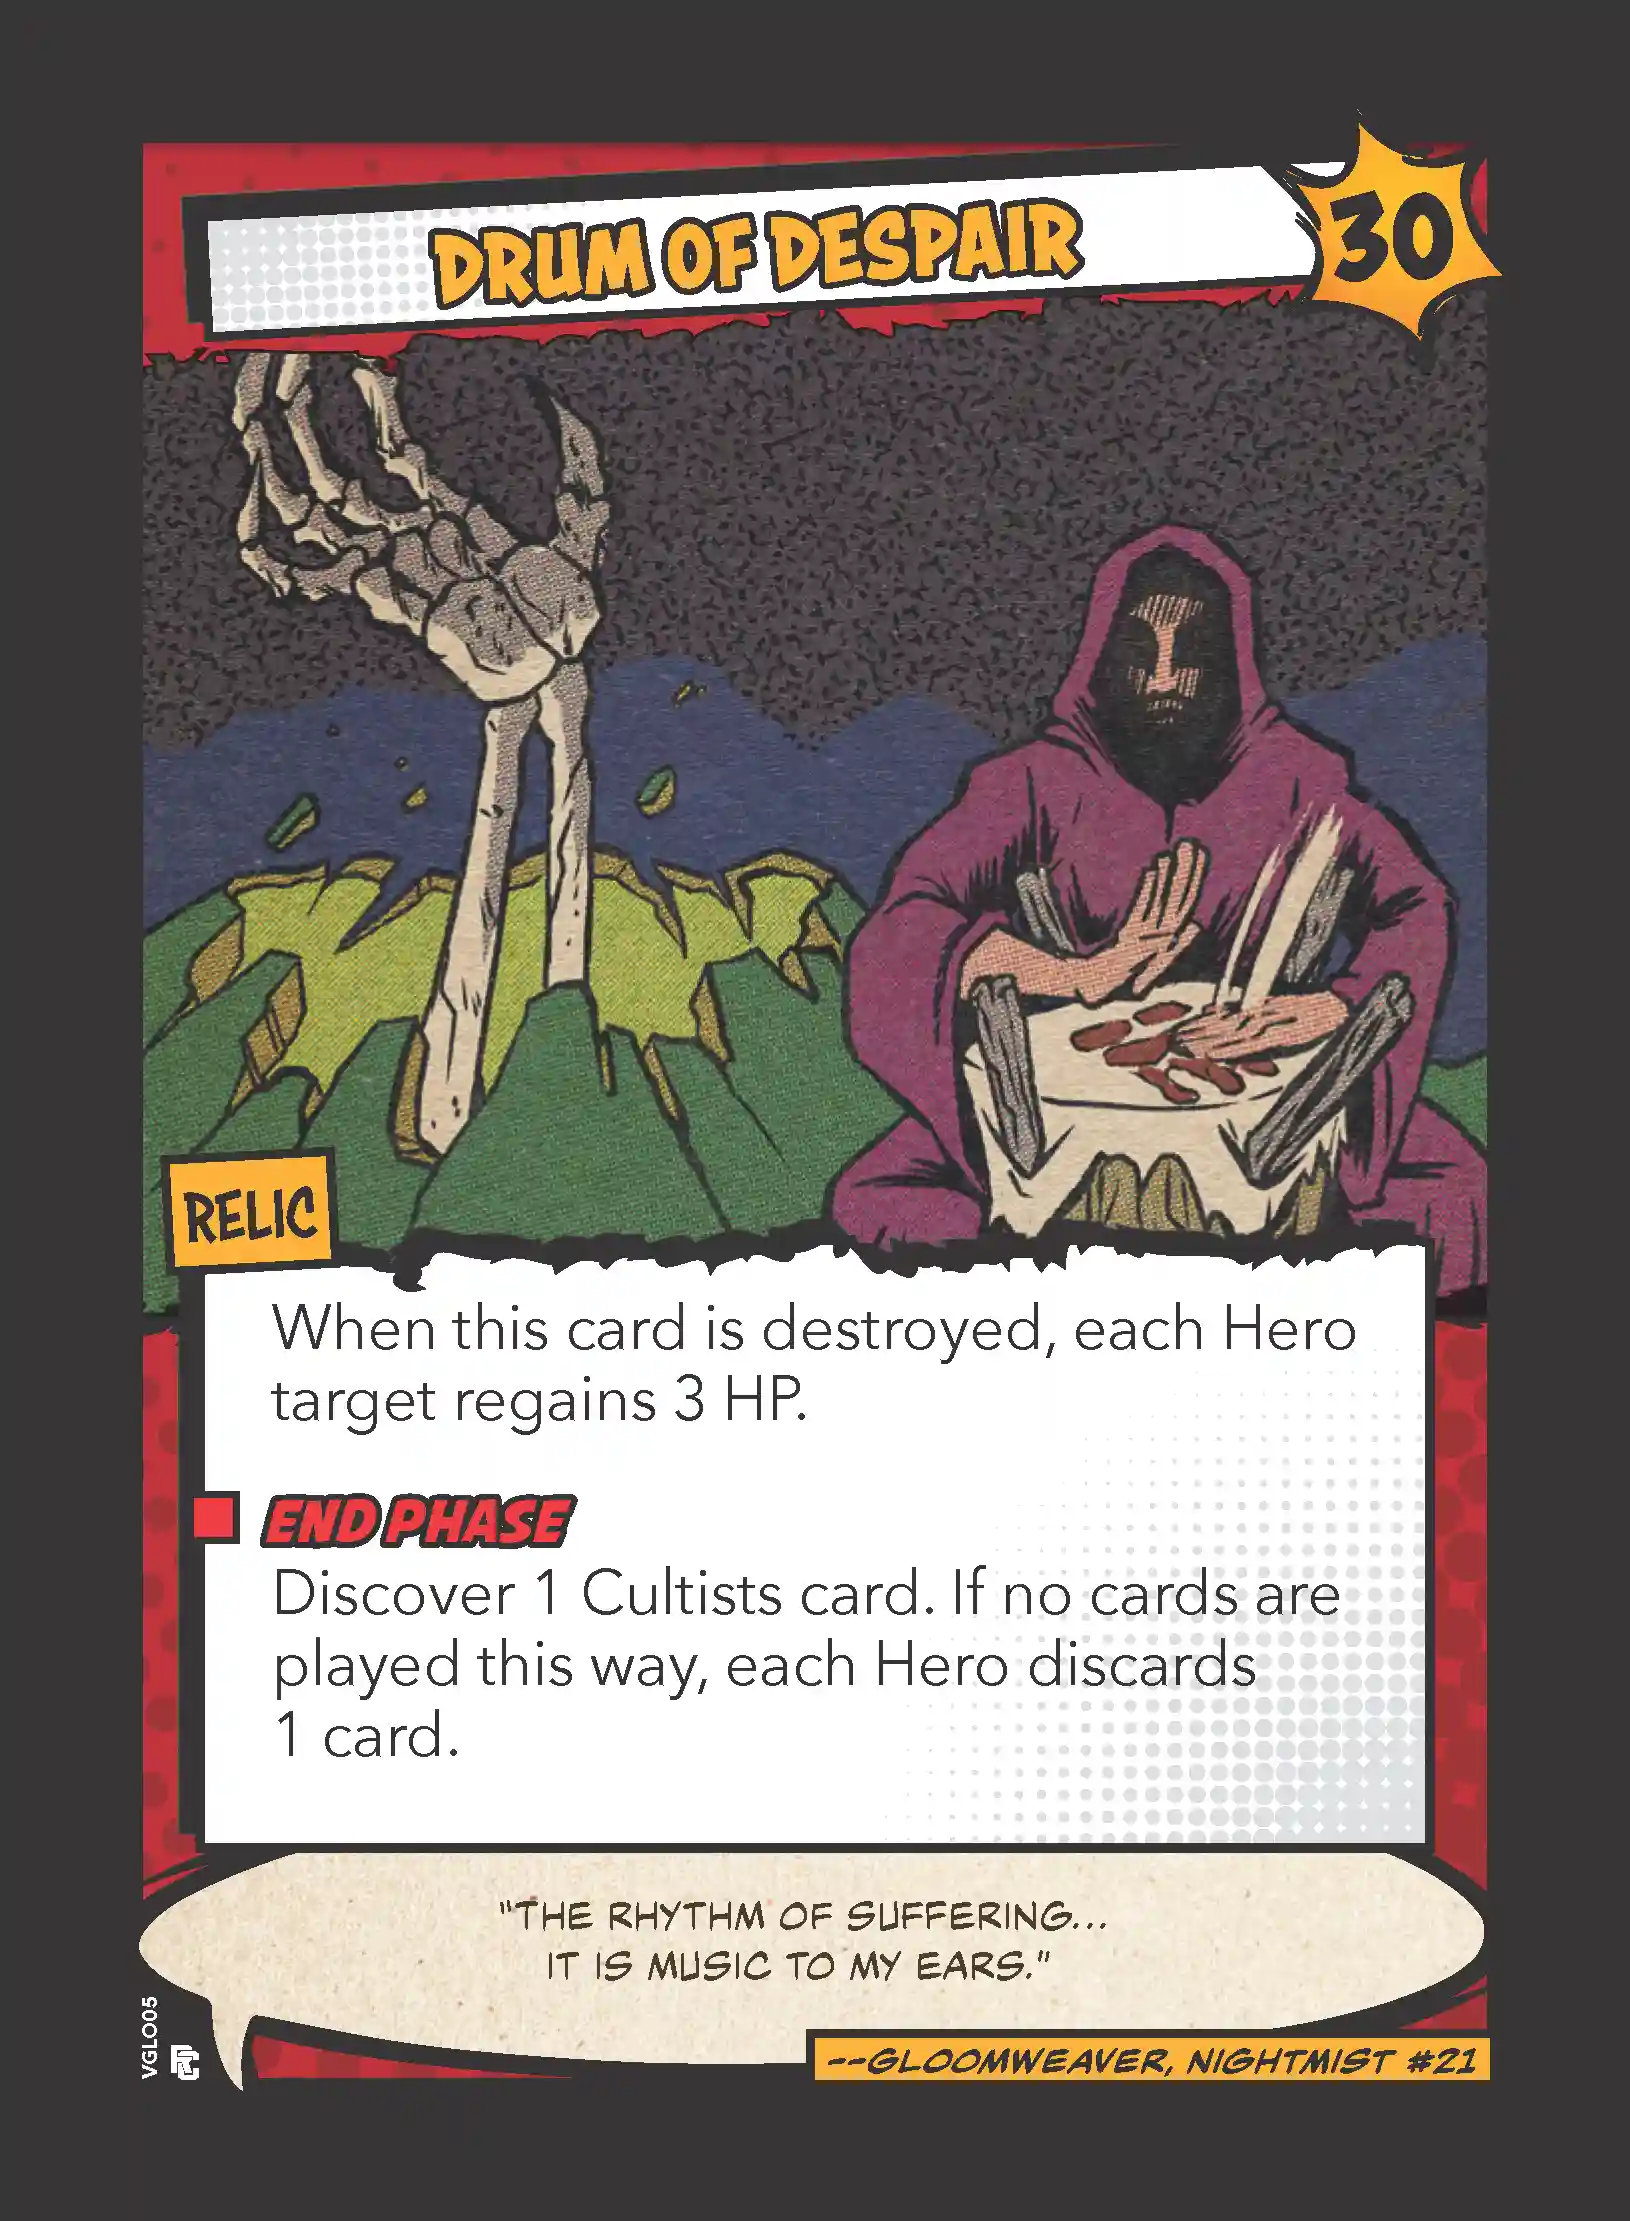 DRUM OF DESPAIR
30
RELIC
When this card is destroyed, each Hero
target regains 3 HP.
END PHASE
Discover 1 Cultists card. If no cards are
played this way, each Hero discards
1 card.
"THE RHYTHM OF SUFFERING...
IT IS MUSIC TO MY EARS."
--GLOOMWEAVER, NIGHTMIST #21
VGLO05